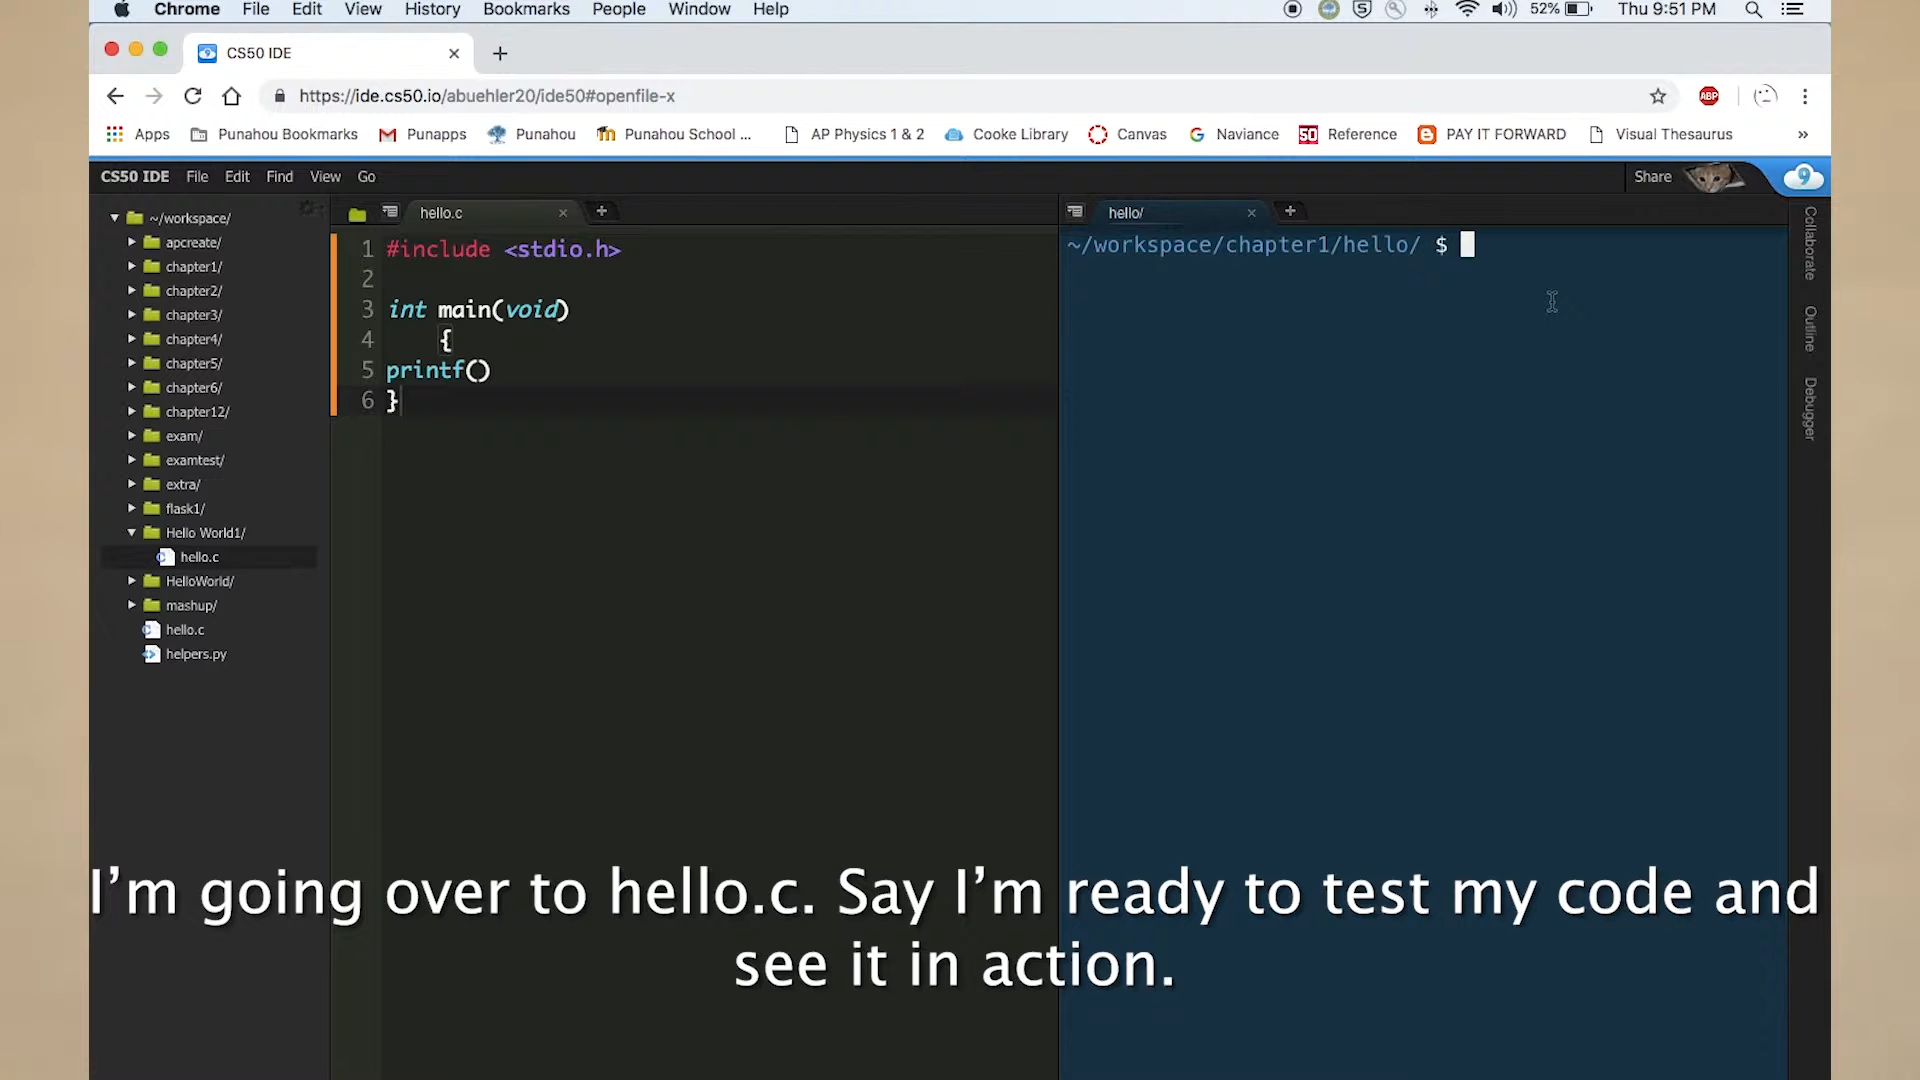 Chrome File Edit View History Bookmarks People Window Help 52% Thu 9:51 PM
CS50 IDE
https://ide.cs50.io/abuehler20/ide50#openfile-x ABP
Apps Punahou Bookmarks Punapps Punahou Punahou School ... AP Physics 1 & 2 Cooke Library Canvas Naviance Reference PAY IT FORWARD Visual Thesaurus »
CS50 IDE File Edit Find View Go Share 9
~/workspace/
apcreate/
chapter1/
chapter2/
chapter3/
chapter4/
chapter5/
chapter6/
chapter12/
exam/
examtest/
extra/
flask1/
Hello World1/
hello.c
HelloWorld/
mashup/
hello.c
helpers.py
hello.c
1 #include <stdio.h>
2
3 int main(void)
4 {
5 printf()
6 }
hello/
~/workspace/chapter1/hello/ $
Collaborate
Outline
Debugger
I’m going over to hello.c. Say I’m ready to test my code and
see it in action.